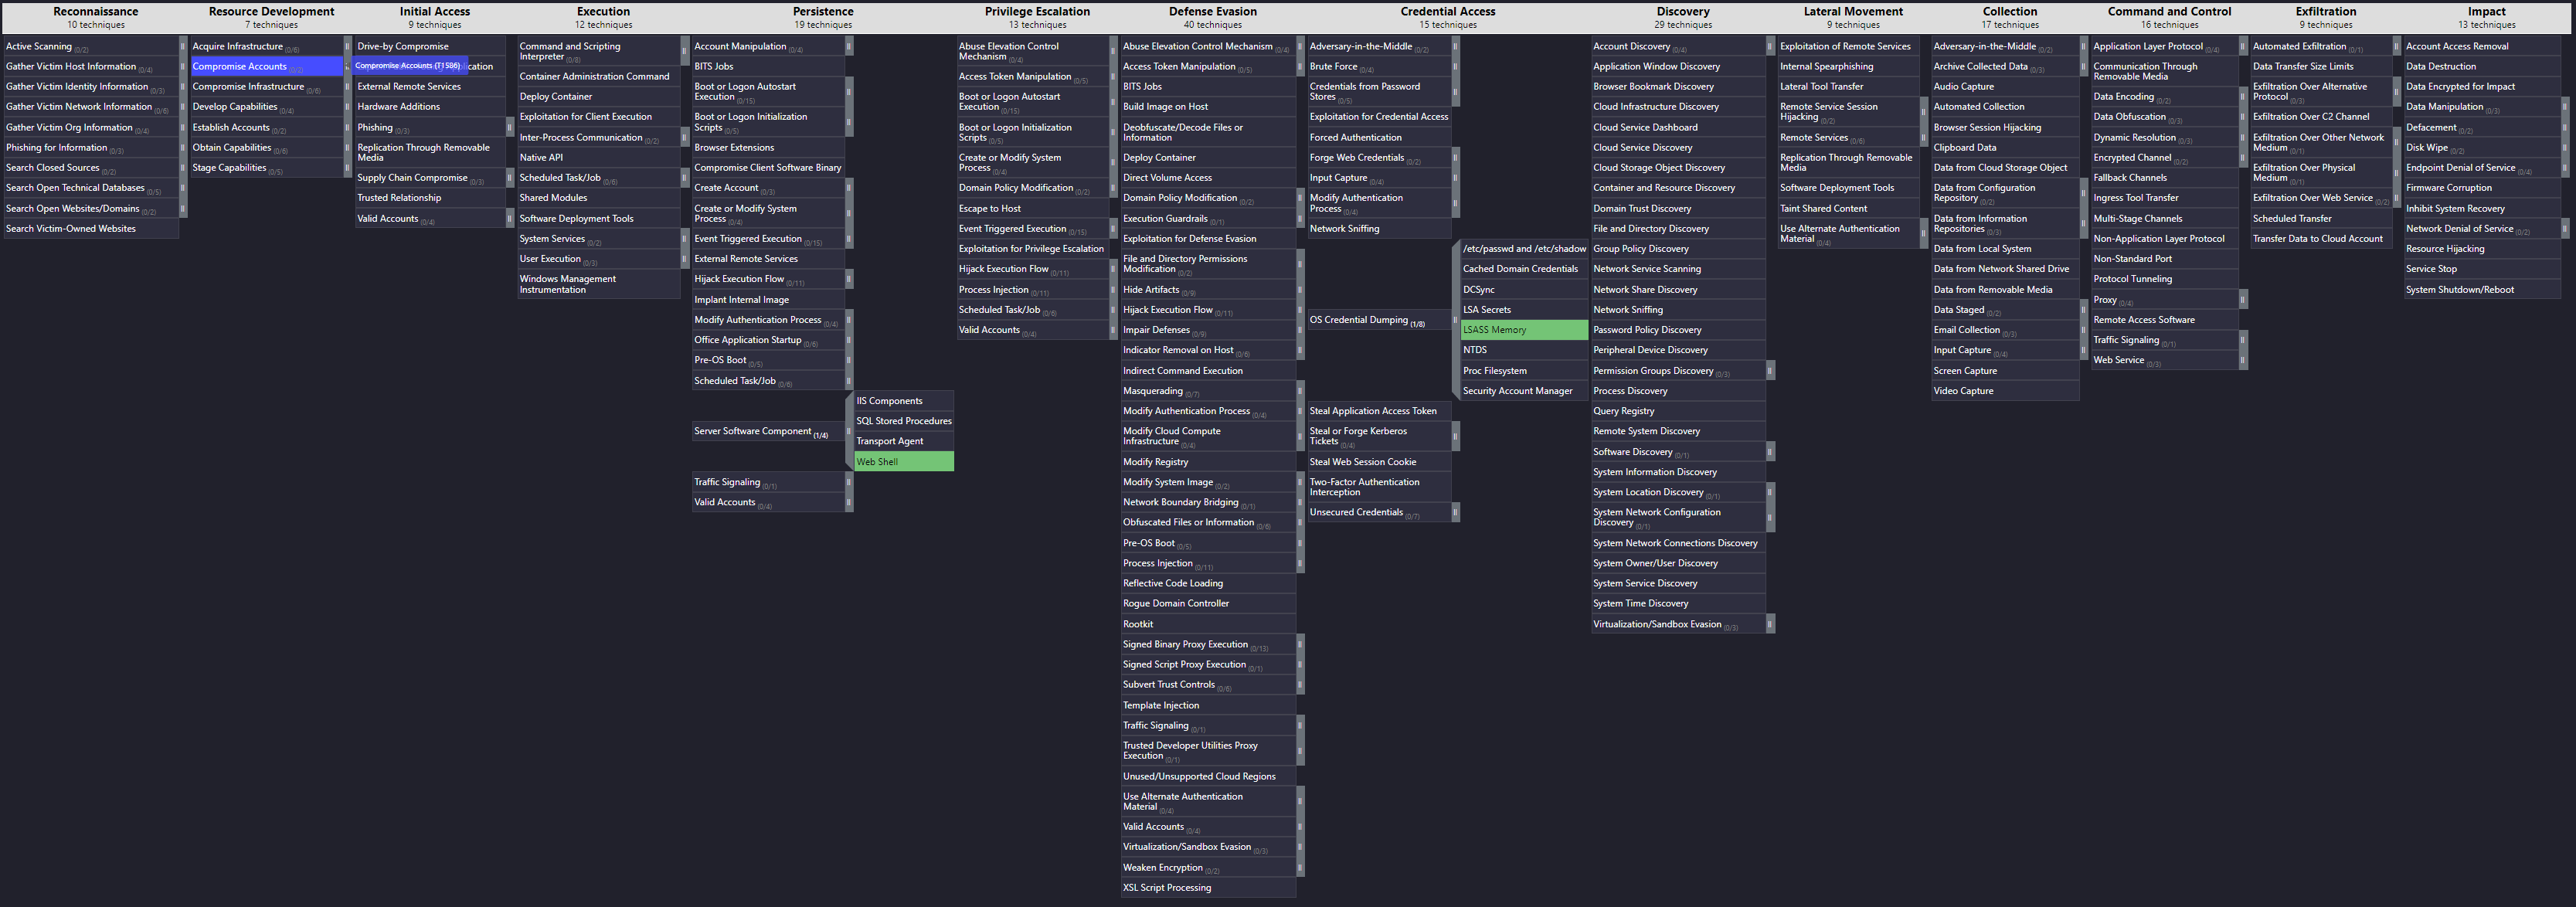 Reconnaissance
10 techniques
Active Scanning (0/2)
Gather Victim Host Information (0/4)
Gather Victim Identity Information (0/3)
Gather Victim Network Information (0/6)
Gather Victim Org Information (0/4)
Phishing for Information (0/3)
Search Closed Sources (0/2)
Search Open Technical Databases (0/5)
Search Open Websites/Domains (0/2)
Search Victim-Owned Websites
Resource Development
7 techniques
Acquire Infrastructure (0/6)
Compromise Accounts (0/2)
Compromise Infrastructure (0/6)
Develop Capabilities (0/4)
Establish Accounts (0/2)
Obtain Capabilities (0/6)
Stage Capabilities (0/5)
Initial Access
9 techniques
Drive-by Compromise
Compromise Accounts (T1586)
External Remote Services
Hardware Additions
Phishing (0/3)
Replication Through Removable
Media
Supply Chain Compromise (0/3)
Trusted Relationship
Valid Accounts (0/4)
Execution
12 techniques
Command and Scripting
Interpreter (0/8)
Container Administration Command
Deploy Container
Exploitation for Client Execution
Inter-Process Communication (0/2)
Native API
Scheduled Task/Job (0/6)
Shared Modules
Software Deployment Tools
System Services (0/2)
User Execution (0/3)
Windows Management
Instrumentation
Persistence
19 techniques
Account Manipulation (0/4)
BITS Jobs
Boot or Logon Autostart
Execution (0/15)
Boot or Logon Initialization
Scripts (0/5)
Browser Extensions
Compromise Client Software Binary
Create Account (0/3)
Create or Modify System
Process (0/4)
Event Triggered Execution (0/15)
External Remote Services
Hijack Execution Flow (0/11)
Implant Internal Image
Modify Authentication Process (0/4)
Office Application Startup (0/6)
Pre-OS Boot (0/5)
Scheduled Task/Job (0/6)
Server Software Component (1/4)
IIS Components
SQL Stored Procedures
Transport Agent
Web Shell
Traffic Signaling (0/1)
Valid Accounts (0/4)
Privilege Escalation
13 techniques
Abuse Elevation Control
Mechanism (0/4)
Access Token Manipulation (0/5)
Boot or Logon Autostart
Execution (0/15)
Boot or Logon Initialization
Scripts (0/5)
Create or Modify System
Process (0/4)
Domain Policy Modification (0/2)
Escape to Host
Event Triggered Execution (0/15)
Exploitation for Privilege Escalation
Hijack Execution Flow (0/11)
Process Injection (0/11)
Scheduled Task/Job (0/6)
Valid Accounts (0/4)
Defense Evasion
40 techniques
Abuse Elevation Control Mechanism (0/4)
Access Token Manipulation (0/5)
BITS Jobs
Build Image on Host
Deobfuscate/Decode Files or
Information
Deploy Container
Direct Volume Access
Domain Policy Modification (0/2)
Execution Guardrails (0/1)
Exploitation for Defense Evasion
File and Directory Permissions
Modification (0/2)
Hide Artifacts (0/9)
Hijack Execution Flow (0/11)
Impair Defenses (0/9)
Indicator Removal on Host (0/6)
Indirect Command Execution
Masquerading (0/7)
Modify Authentication Process (0/4)
Modify Cloud Compute
Infrastructure (0/4)
Modify Registry
Modify System Image (0/2)
Network Boundary Bridging (0/1)
Obfuscated Files or Information (0/6)
Pre-OS Boot (0/5)
Process Injection (0/11)
Reflective Code Loading
Rogue Domain Controller
Rootkit
Signed Binary Proxy Execution (0/13)
Signed Script Proxy Execution (0/1)
Subvert Trust Controls (0/6)
Template Injection
Traffic Signaling (0/1)
Trusted Developer Utilities Proxy
Execution (0/1)
Unused/Unsupported Cloud Regions
Use Alternate Authentication
Material (0/4)
Valid Accounts (0/4)
Virtualization/Sandbox Evasion (0/3)
Weaken Encryption (0/2)
XSL Script Processing
Credential Access
15 techniques
Adversary-in-the-Middle (0/2)
Brute Force (0/4)
Credentials from Password
Stores (0/5)
Exploitation for Credential Access
Forced Authentication
Forge Web Credentials (0/2)
Input Capture (0/4)
Modify Authentication
Process (0/4)
Network Sniffing
OS Credential Dumping (1/8)
/etc/passwd and /etc/shadow
Cached Domain Credentials
DCSync
LSA Secrets
LSASS Memory
NTDS
Proc Filesystem
Security Account Manager
Steal Application Access Token
Steal or Forge Kerberos
Tickets (0/4)
Steal Web Session Cookie
Two-Factor Authentication
Interception
Unsecured Credentials (0/7)
Discovery
29 techniques
Account Discovery (0/4)
Application Window Discovery
Browser Bookmark Discovery
Cloud Infrastructure Discovery
Cloud Service Dashboard
Cloud Service Discovery
Cloud Storage Object Discovery
Container and Resource Discovery
Domain Trust Discovery
File and Directory Discovery
Group Policy Discovery
Network Service Scanning
Network Share Discovery
Network Sniffing
Password Policy Discovery
Peripheral Device Discovery
Permission Groups Discovery (0/3)
Process Discovery
Query Registry
Remote System Discovery
Software Discovery (0/1)
System Information Discovery
System Location Discovery (0/1)
System Network Configuration
Discovery (0/1)
System Network Connections Discovery
System Owner/User Discovery
System Service Discovery
System Time Discovery
Virtualization/Sandbox Evasion (0/3)
Lateral Movement
9 techniques
Exploitation of Remote Services
Internal Spearphishing
Lateral Tool Transfer
Remote Service Session
Hijacking (0/2)
Remote Services (0/6)
Replication Through Removable
Media
Software Deployment Tools
Taint Shared Content
Use Alternate Authentication
Material (0/4)
Collection
17 techniques
Adversary-in-the-Middle (0/2)
Archive Collected Data (0/3)
Audio Capture
Automated Collection
Browser Session Hijacking
Clipboard Data
Data from Cloud Storage Object
Data from Configuration
Repository (0/2)
Data from Information
Repositories (0/3)
Data from Local System
Data from Network Shared Drive
Data from Removable Media
Data Staged (0/2)
Email Collection (0/3)
Input Capture (0/4)
Screen Capture
Video Capture
Command and Control
16 techniques
Application Layer Protocol (0/4)
Communication Through
Removable Media
Data Encoding (0/2)
Data Obfuscation (0/3)
Dynamic Resolution (0/3)
Encrypted Channel (0/2)
Fallback Channels
Ingress Tool Transfer
Multi-Stage Channels
Non-Application Layer Protocol
Non-Standard Port
Protocol Tunneling
Proxy (0/4)
Remote Access Software
Traffic Signaling (0/1)
Web Service (0/3)
Exfiltration
9 techniques
Automated Exfiltration (0/1)
Data Transfer Size Limits
Exfiltration Over Alternative
Protocol (0/3)
Exfiltration Over C2 Channel
Exfiltration Over Other Network
Medium (0/1)
Exfiltration Over Physical
Medium (0/1)
Exfiltration Over Web Service (0/2)
Scheduled Transfer
Transfer Data to Cloud Account
Impact
13 techniques
Account Access Removal
Data Destruction
Data Encrypted for Impact
Data Manipulation (0/3)
Defacement (0/2)
Disk Wipe (0/2)
Endpoint Denial of Service (0/4)
Firmware Corruption
Inhibit System Recovery
Network Denial of Service (0/2)
Resource Hijacking
Service Stop
System Shutdown/Reboot